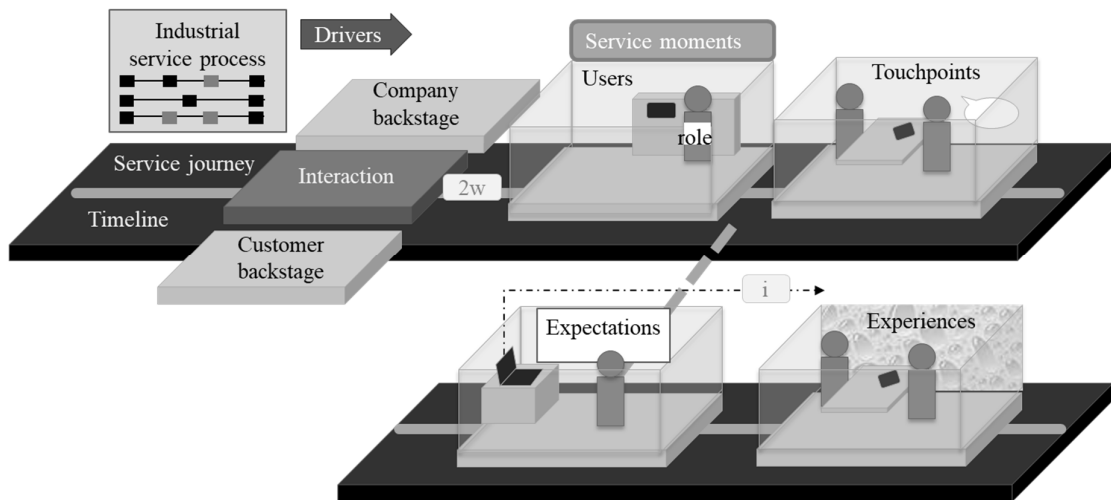 Industrial
service process
Drivers
Service moments
Company
backstage
Users
Touchpoints
role
Service journey
Interaction
2w
Timeline
Customer
backstage
i
Expectations
Experiences